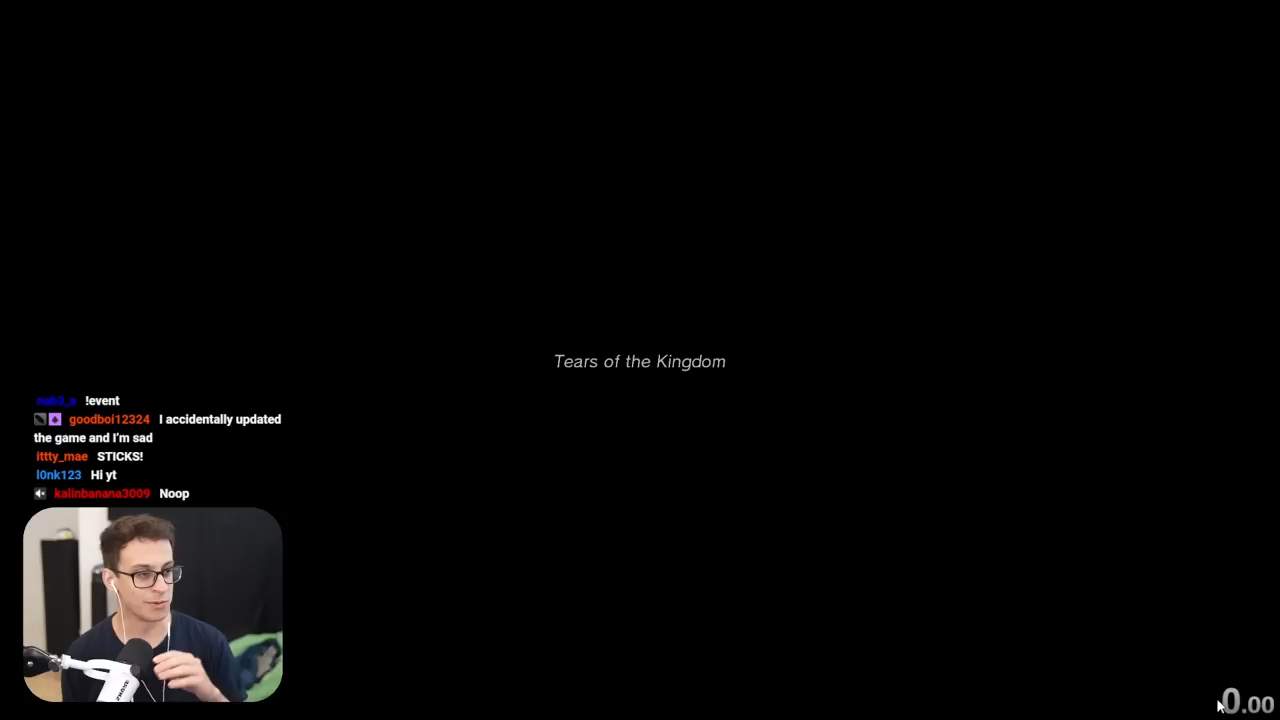 Tears of the Kingdom
nab3_s !event
goodboi12324 I accidentally updated
the game and I'm sad
ittty_mae STICKS!
l0nk123 Hi yt
kalinbanana3009 Noop
0.00